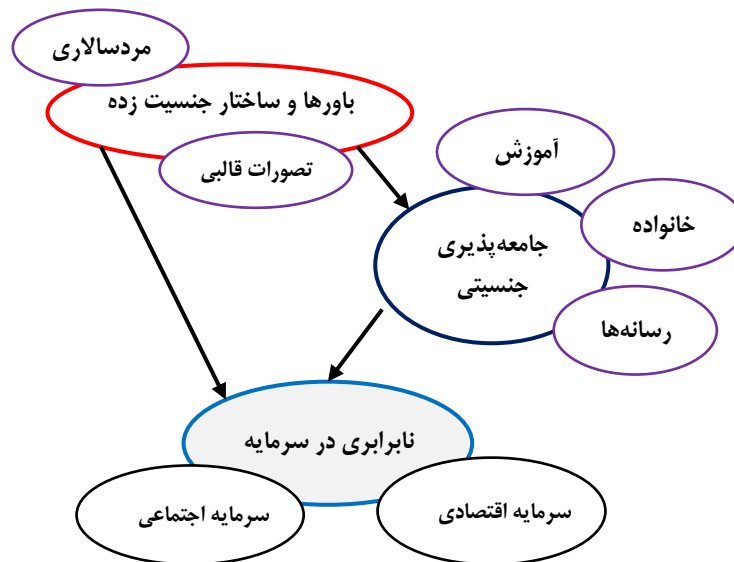 مردسالاری
باورها و ساختار جنسیت زده
تصورات قالبی
آموزش
خانواده
جامعه‌پذیری
جنسیتی
رسانه‌ها
نابرابری در سرمایه
سرمایه اقتصادی
سرمایه اجتماعی